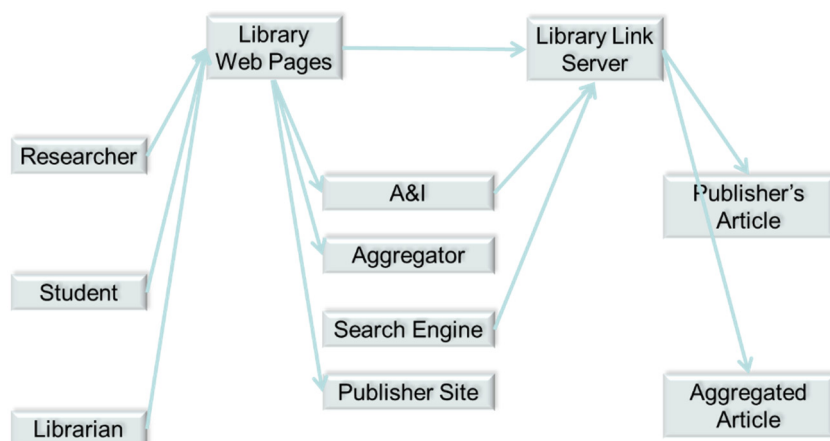 Library
Web Pages
Library Link
Server
Researcher
A&I
Publisher's
Article
Aggregator
Student
Search Engine
Publisher Site
Aggregated
Article
Librarian